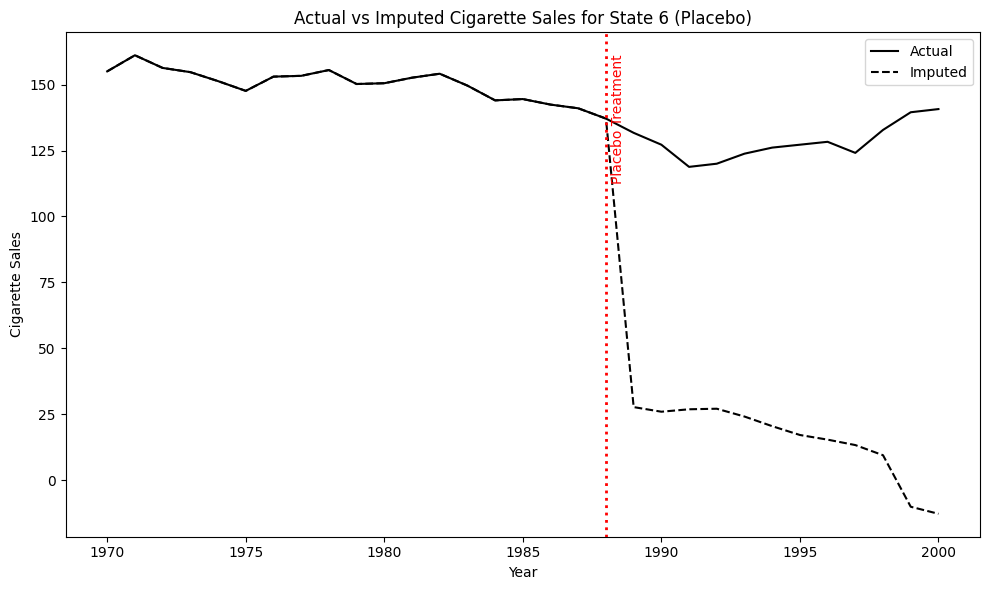 Actual vs Imputed Cigarette Sales for State 6 (Placebo)
Actual
Imputed
Placebo Treatment
Cigarette Sales
150
125
100
75
50
25
0
1970
1975
1980
1985
1990
1995
2000
Year